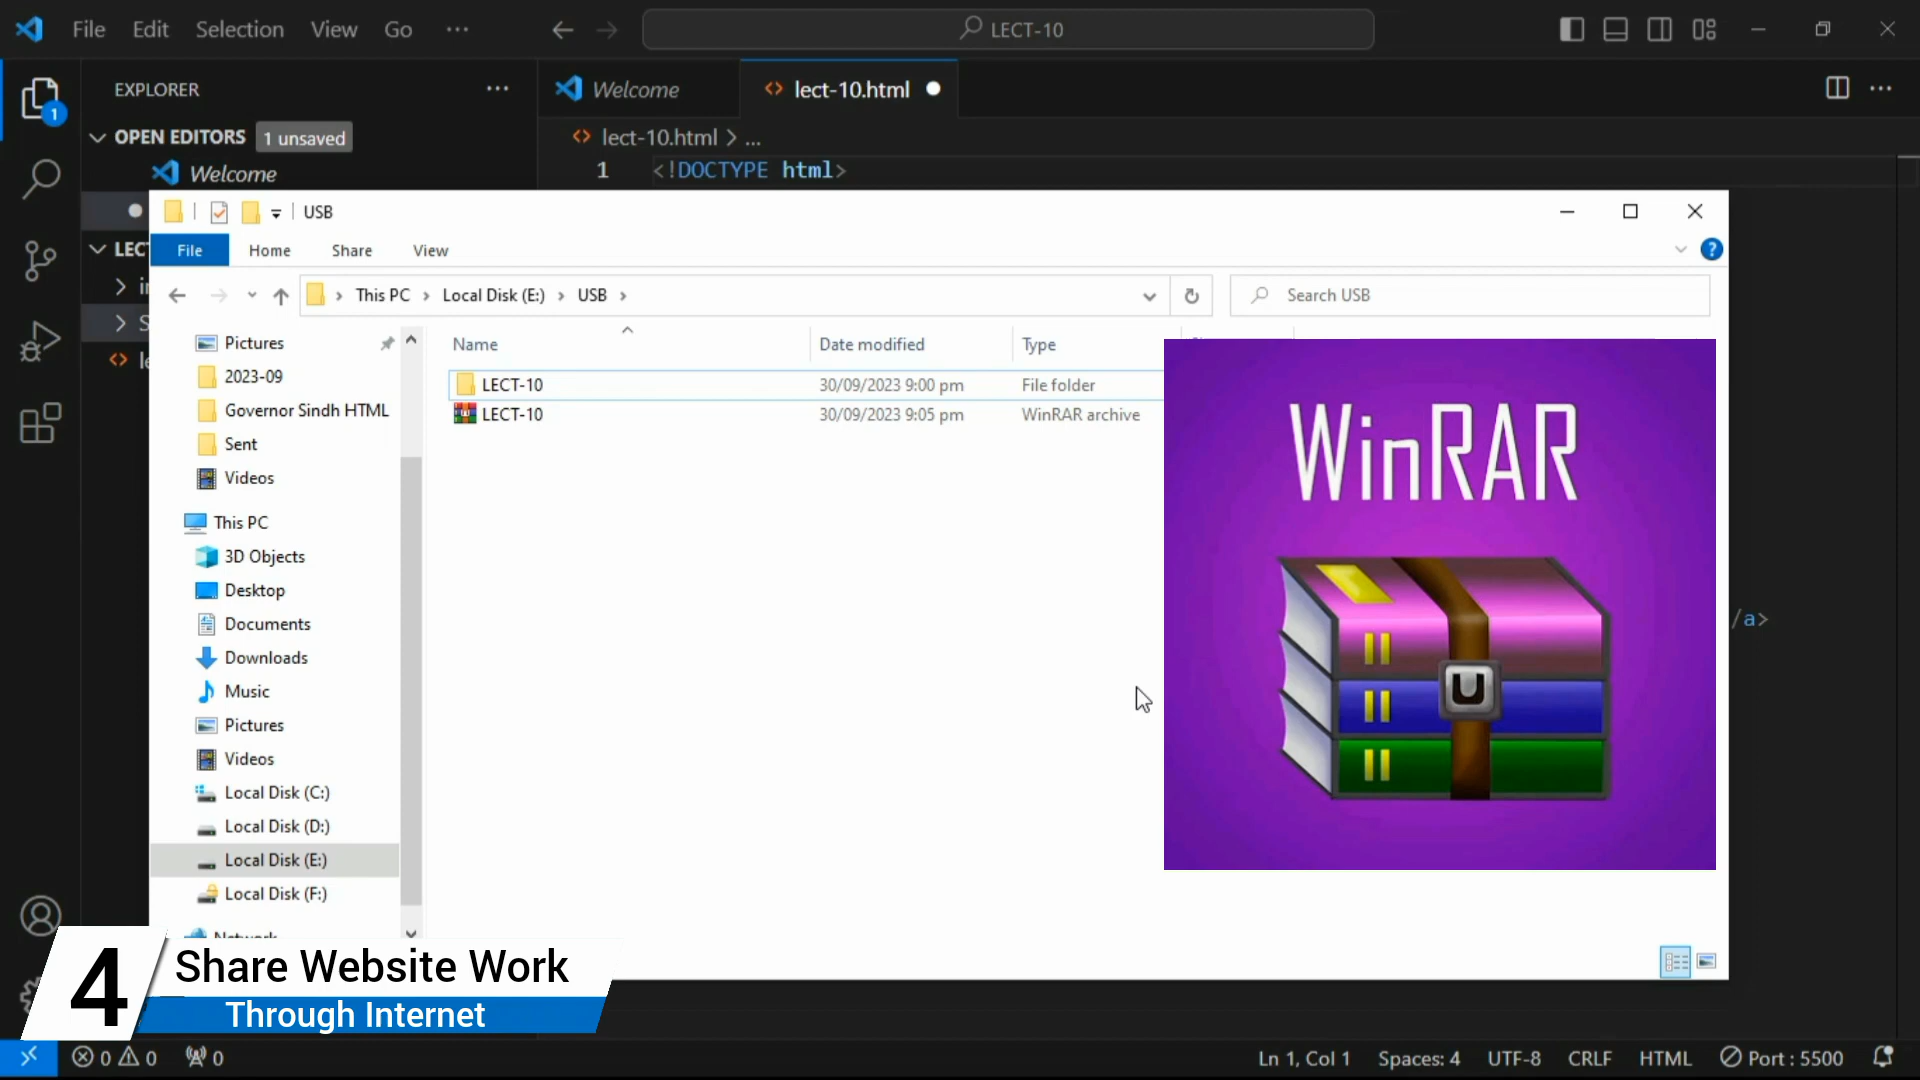 File Edit Selection View Go ···
LECT-10
EXPLORER
Welcome
lect-10.html
OPEN EDITORS
1 unsaved
lect-10.html > ...
Welcome
1 <!DOCTYPE html>
USB
File Home Share View
LEC
This PC > Local Disk (E:) > USB >
Search USB
Pictures
2023-09
Governor Sindh HTML
Sent
Videos
This PC
3D Objects
Desktop
Documents
Downloads
Music
Pictures
Videos
Local Disk (C:)
Local Disk (D:)
Local Disk (E:)
Local Disk (F:)
Name Date modified Type
LECT-10 30/09/2023 9:00 pm File folder
LECT-10 30/09/2023 9:05 pm WinRAR archive
WinRAR
/a>
4
Share Website Work
Through Internet
0 0 0
Ln 1, Col 1 Spaces: 4 UTF-8 CRLF HTML Port : 5500